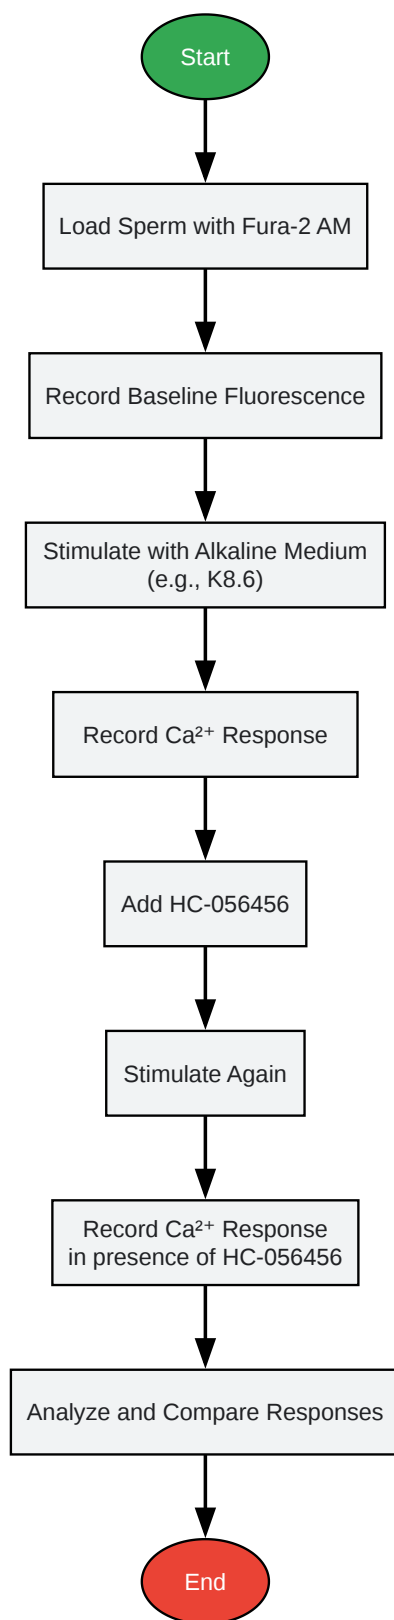 Start
Load Sperm with Fura-2 AM
Record Baseline Fluorescence
Stimulate with Alkaline Medium
(e.g., K8.6)
Record Ca²⁺ Response
Add HC-056456
Stimulate Again
Record Ca²⁺ Response
in presence of HC-056456
Analyze and Compare Responses
End